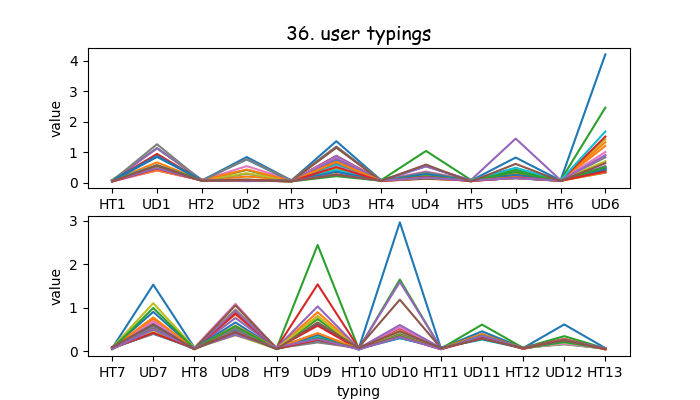 36. user typings
4
3
2
1
0
value
HT1 UD1 HT2 UD2 HT3 UD3 HT4 UD4 HT5 UD5 HT6 UD6
3
2
1
0
value
HT7 UD7 HT8 UD8 HT9 UD9 HT10 UD10 HT11 UD11 HT12 UD12 HT13
typing